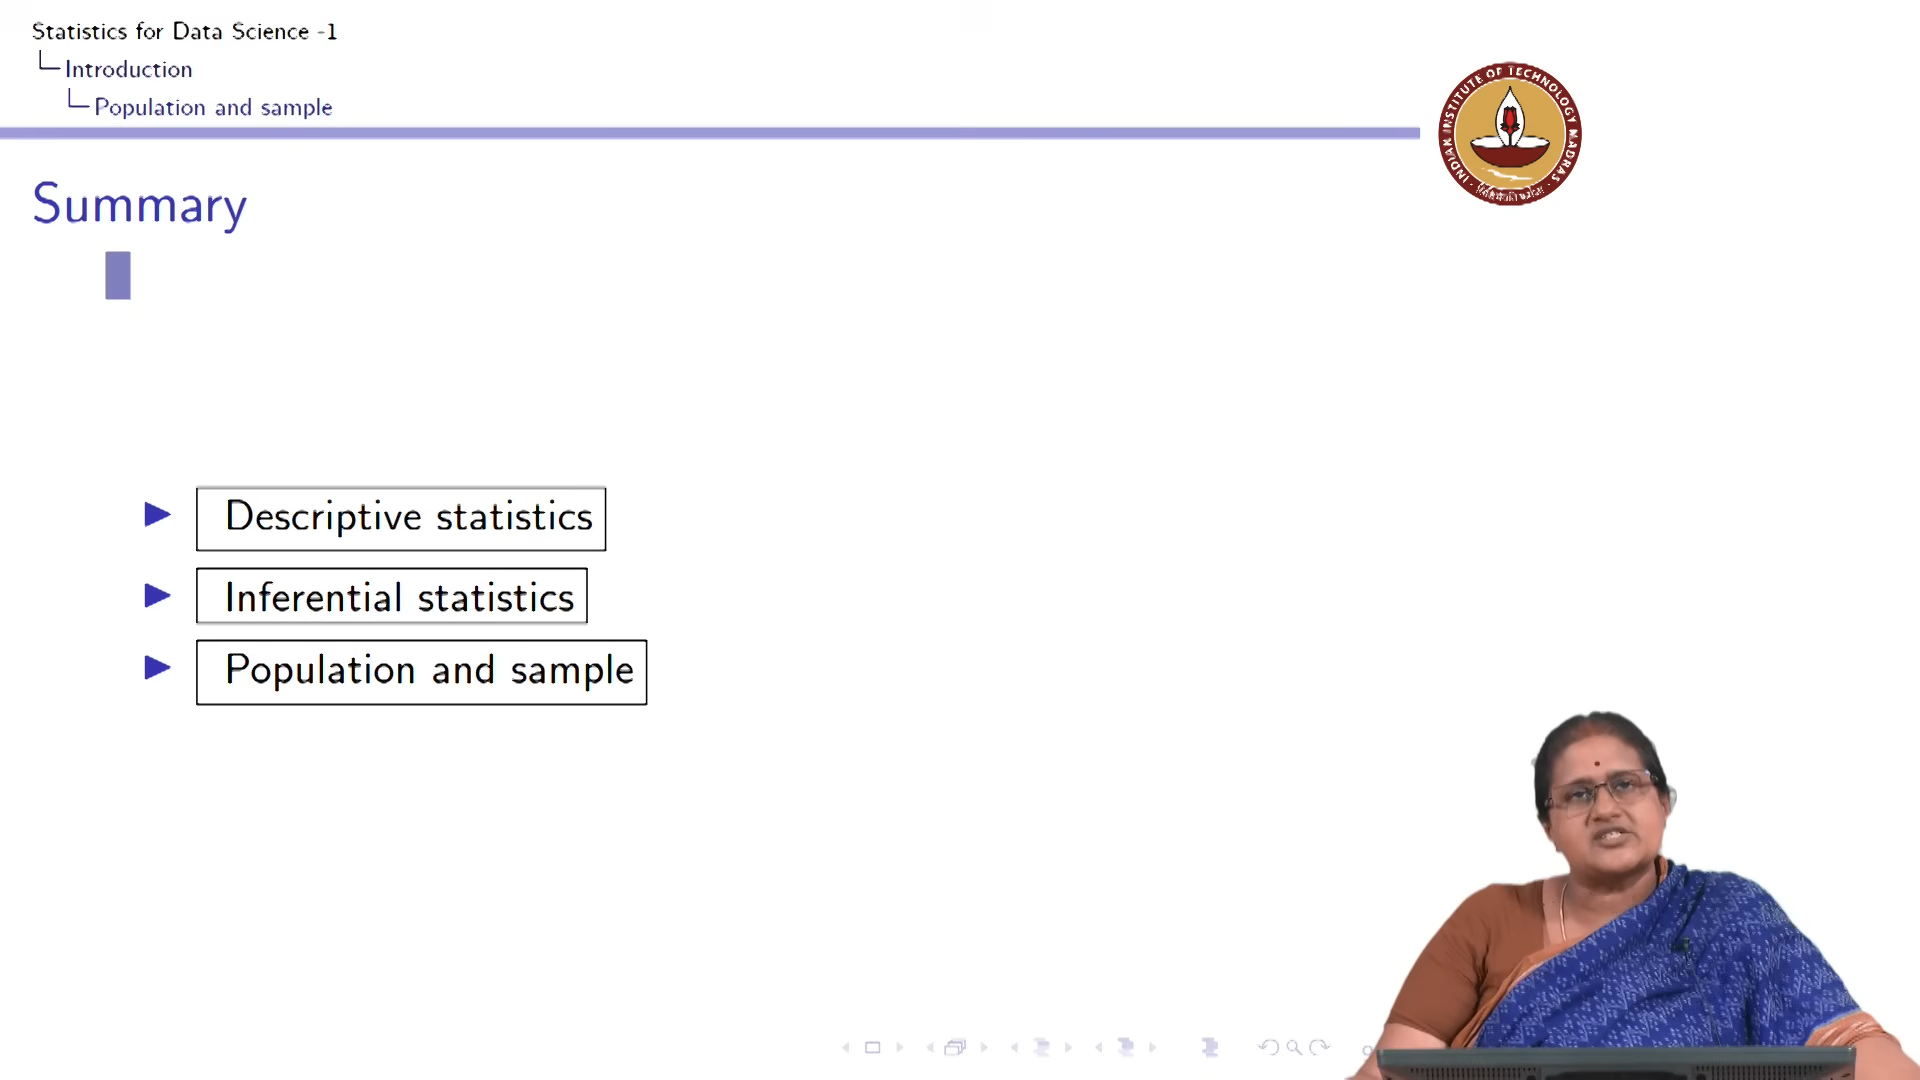 Statistics for Data Science -1
Introduction
Population and sample
INDIAN INSTITUTE OF TECHNOLOGY MADRAS
Summary
Descriptive statistics
Inferential statistics
Population and sample